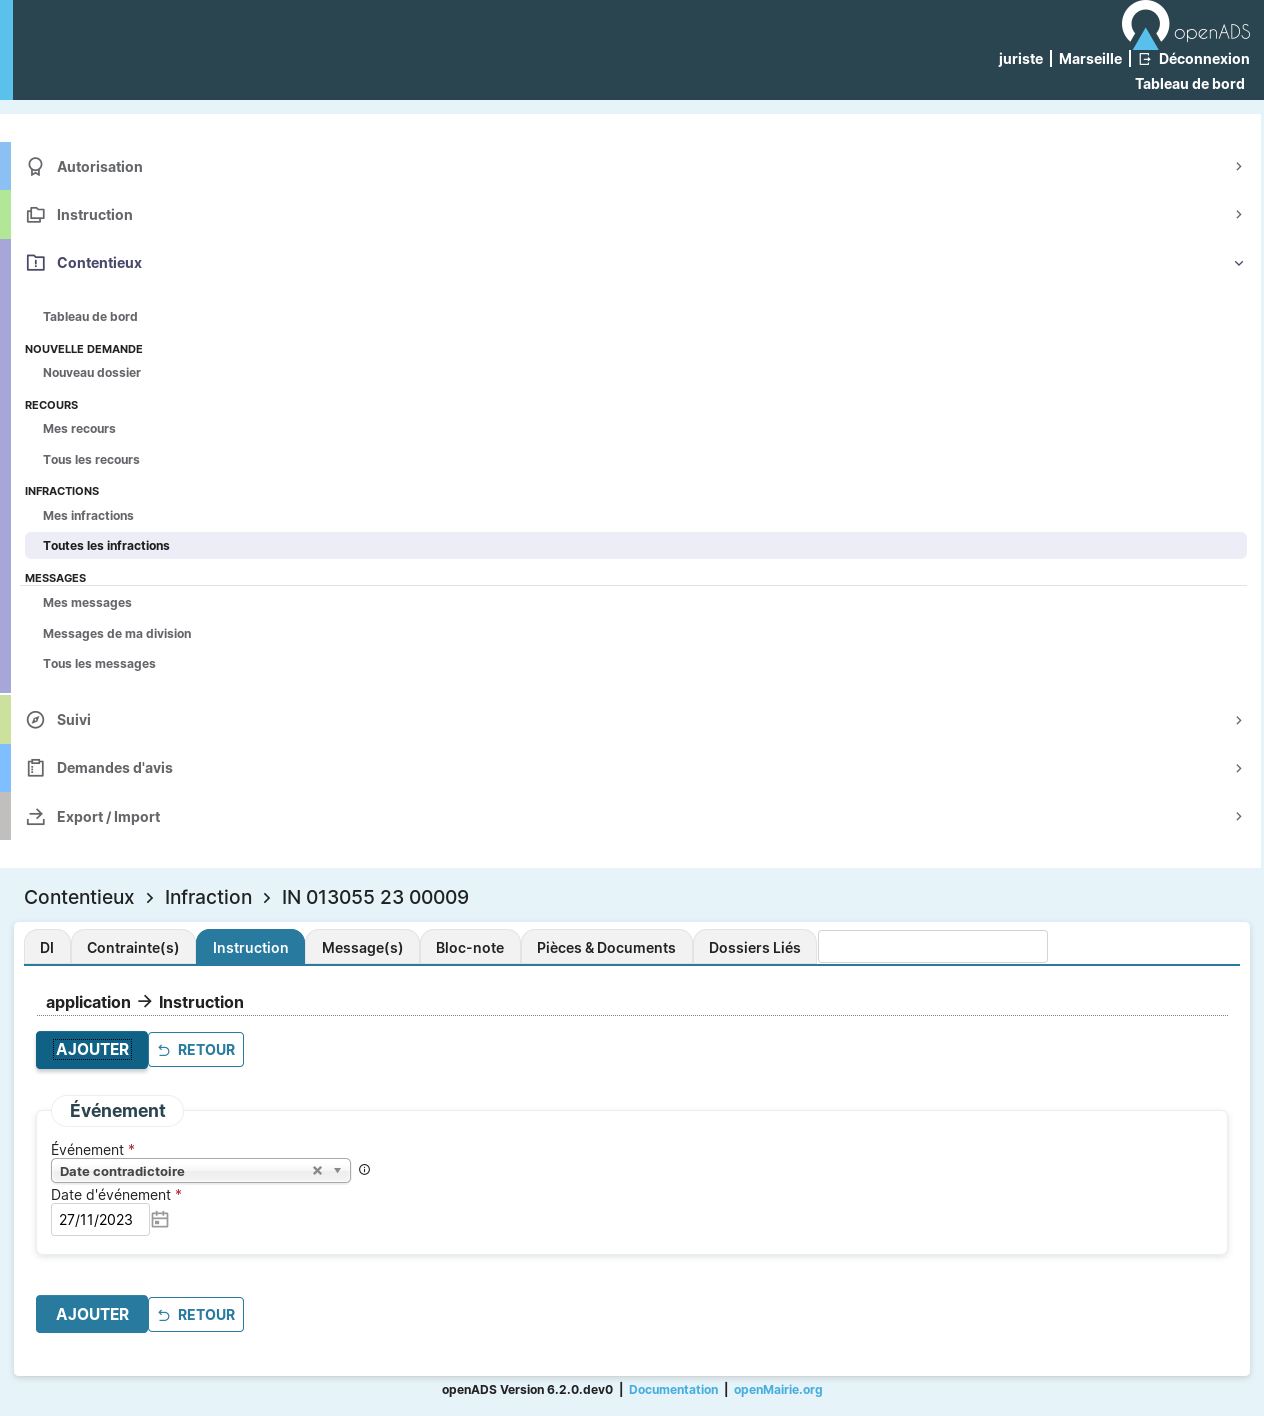 openADS
juriste | Marseille | Déconnexion
Tableau de bord
Autorisation
Instruction
Contentieux
Tableau de bord
NOUVELLE DEMANDE
Nouveau dossier
RECOURS
Mes recours
Tous les recours
INFRACTIONS
Mes infractions
Toutes les infractions
MESSAGES
Mes messages
Messages de ma division
Tous les messages
Suivi
Demandes d'avis
Export / Import
Contentieux > Infraction > IN 013055 23 00009
DI Contrainte(s) Instruction Message(s) Bloc-note Pièces & Documents Dossiers Liés
application → Instruction
AJOUTER RETOUR
Événement
Événement *
Date contradictoire
Date d'événement *
27/11/2023
AJOUTER RETOUR
openADS Version 6.2.0.dev0 | Documentation | openMairie.org